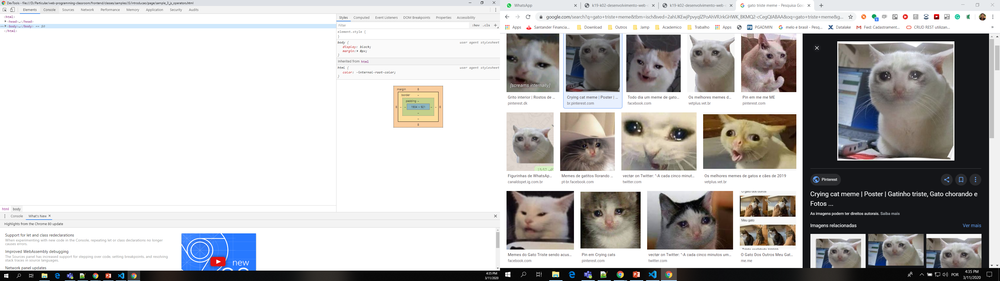 DevTools - file:///D:/Particular/web-programming-classroom/frontend/classes/samples/JS/introducao/page/sample_3_js_operators.html
Elements Console Sources Network Performance Memory Application Security Audits
<html>
<head>…</head>
<body>…</body> == $0
</html>
html body
Styles Computed Event Listeners DOM Breakpoints Properties Accessibility
Filter :hov .cls +
element.style {
}
body { user agent stylesheet
display: block;
margin: 8px;
}
Inherited from html
html { user agent stylesheet
color: -internal-root-color;
}
margin 8
border –
padding –
8 – – 1904 × 921 – – 8
–
–
8
Console What's New
Highlights from the Chrome 80 update
Support for let and class redeclarations
When experimenting with new code in the Console, repeating let or class declarations no longer
causes errors.
Improved WebAssembly debugging
The Sources panel has increased support for stepping over code, setting breakpoints, and resolving
stack traces in source languages.
Network panel updates
new
4:35 PM
3/11/2020
WhatsApp
k19-k02-desenvolvimento-web-c
k19-k02-desenvolvimento-web-c
gato triste meme - Pesquisa Goo
google.com/search?q=gato+triste+meme&tbm=isch&ved=2ahUKEwjPpvyqlZPoAhVRJrkGHWK_BKMQ2-cCegQIABAA&oq=gato+triste+meme&g...
Apps Santander Financia... Download Outros Jamp Academico Trabalho Apps PGADMIN melo e brasil - Pesq... Datalake Fwd: Cadastrament... CRUD REST utilizan... »
[screams internally]
Grito interior | Rostos de ...
pinterest.dk
Crying cat meme | Poster | ...
br.pinterest.com
Todo dia um meme de gato...
facebook.com
Os melhores memes d...
vetplus.vet.br
Pin em me me ME
pinterest.com
15:57
Figurinhas de WhatsAp...
canaldopet.ig.com.br
Memes de gatitos llorando ...
pt-br.facebook.com
vectør on Twitter: "-A cada cinco minut...
twitter.com
Os melhores memes de gatos e cães de 2019
vetplus.vet.br
O gato dos outros
Meu gato
Triste realidade kkkkkkk
Memes do Gato Triste sendo acus...
facebook.com
Pin em Crying cats
pinterest.com
vectør on Twitter: "-A cada cinco minutos um...
twitter.com
O Gato Dos Outros Meu Gat...
me.me
Pinterest
Crying cat meme | Poster | Gatinho triste, Gato chorando e
Fotos ...
As imagens podem ter direitos autorais. Saiba mais
Imagens relacionadas Ver mais
POR
4:35 PM
3/11/2020